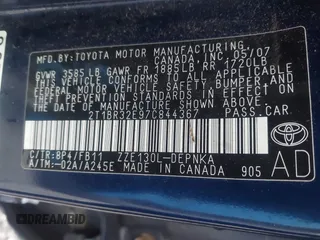 MFD.BY:TOYOTA MOTOR MANUFACTURING
CANADA, INC. 05/07
GVWR 3585 LB GAWR FR 1885LB,RR 1720LB
THIS VEHICLE CONFORMS TO ALL APPLICABLE
FEDERAL MOTOR VEHICLE SAFETY, BUMPER,
AND THEFT PREVENTION STANDARDS IN
EFFECT ON THE DATE OF MANUFACTURE
SHOWN ABOVE.
2T1BR32E97C844367 PASS.CAR
C/TR:8P4/FB11 ZZE130L-DEPNKA
A/TM:-02A/A245E MADE IN CANADA 905
AD